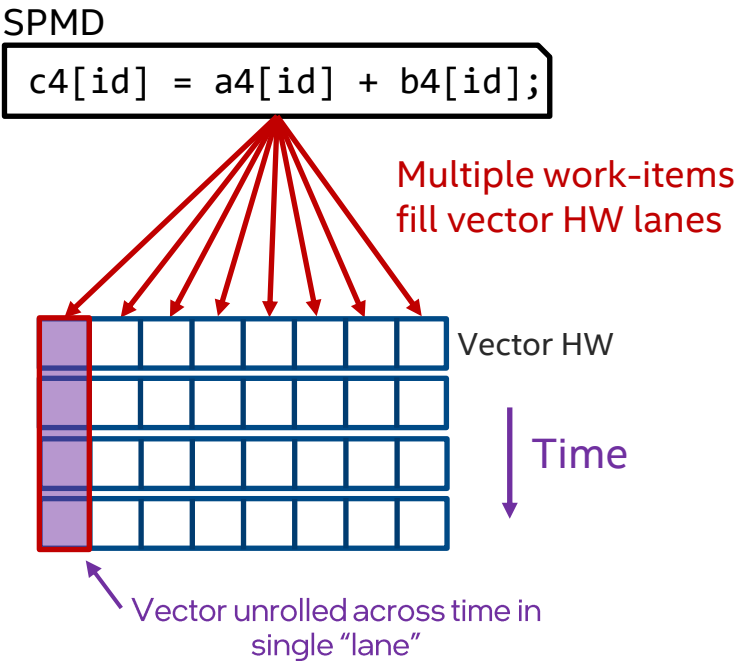 SPMD
c4[id] = a4[id] + b4[id];
Multiple work-items
fill vector HW lanes
Vector HW
Time
Vector unrolled across time in
single “lane”